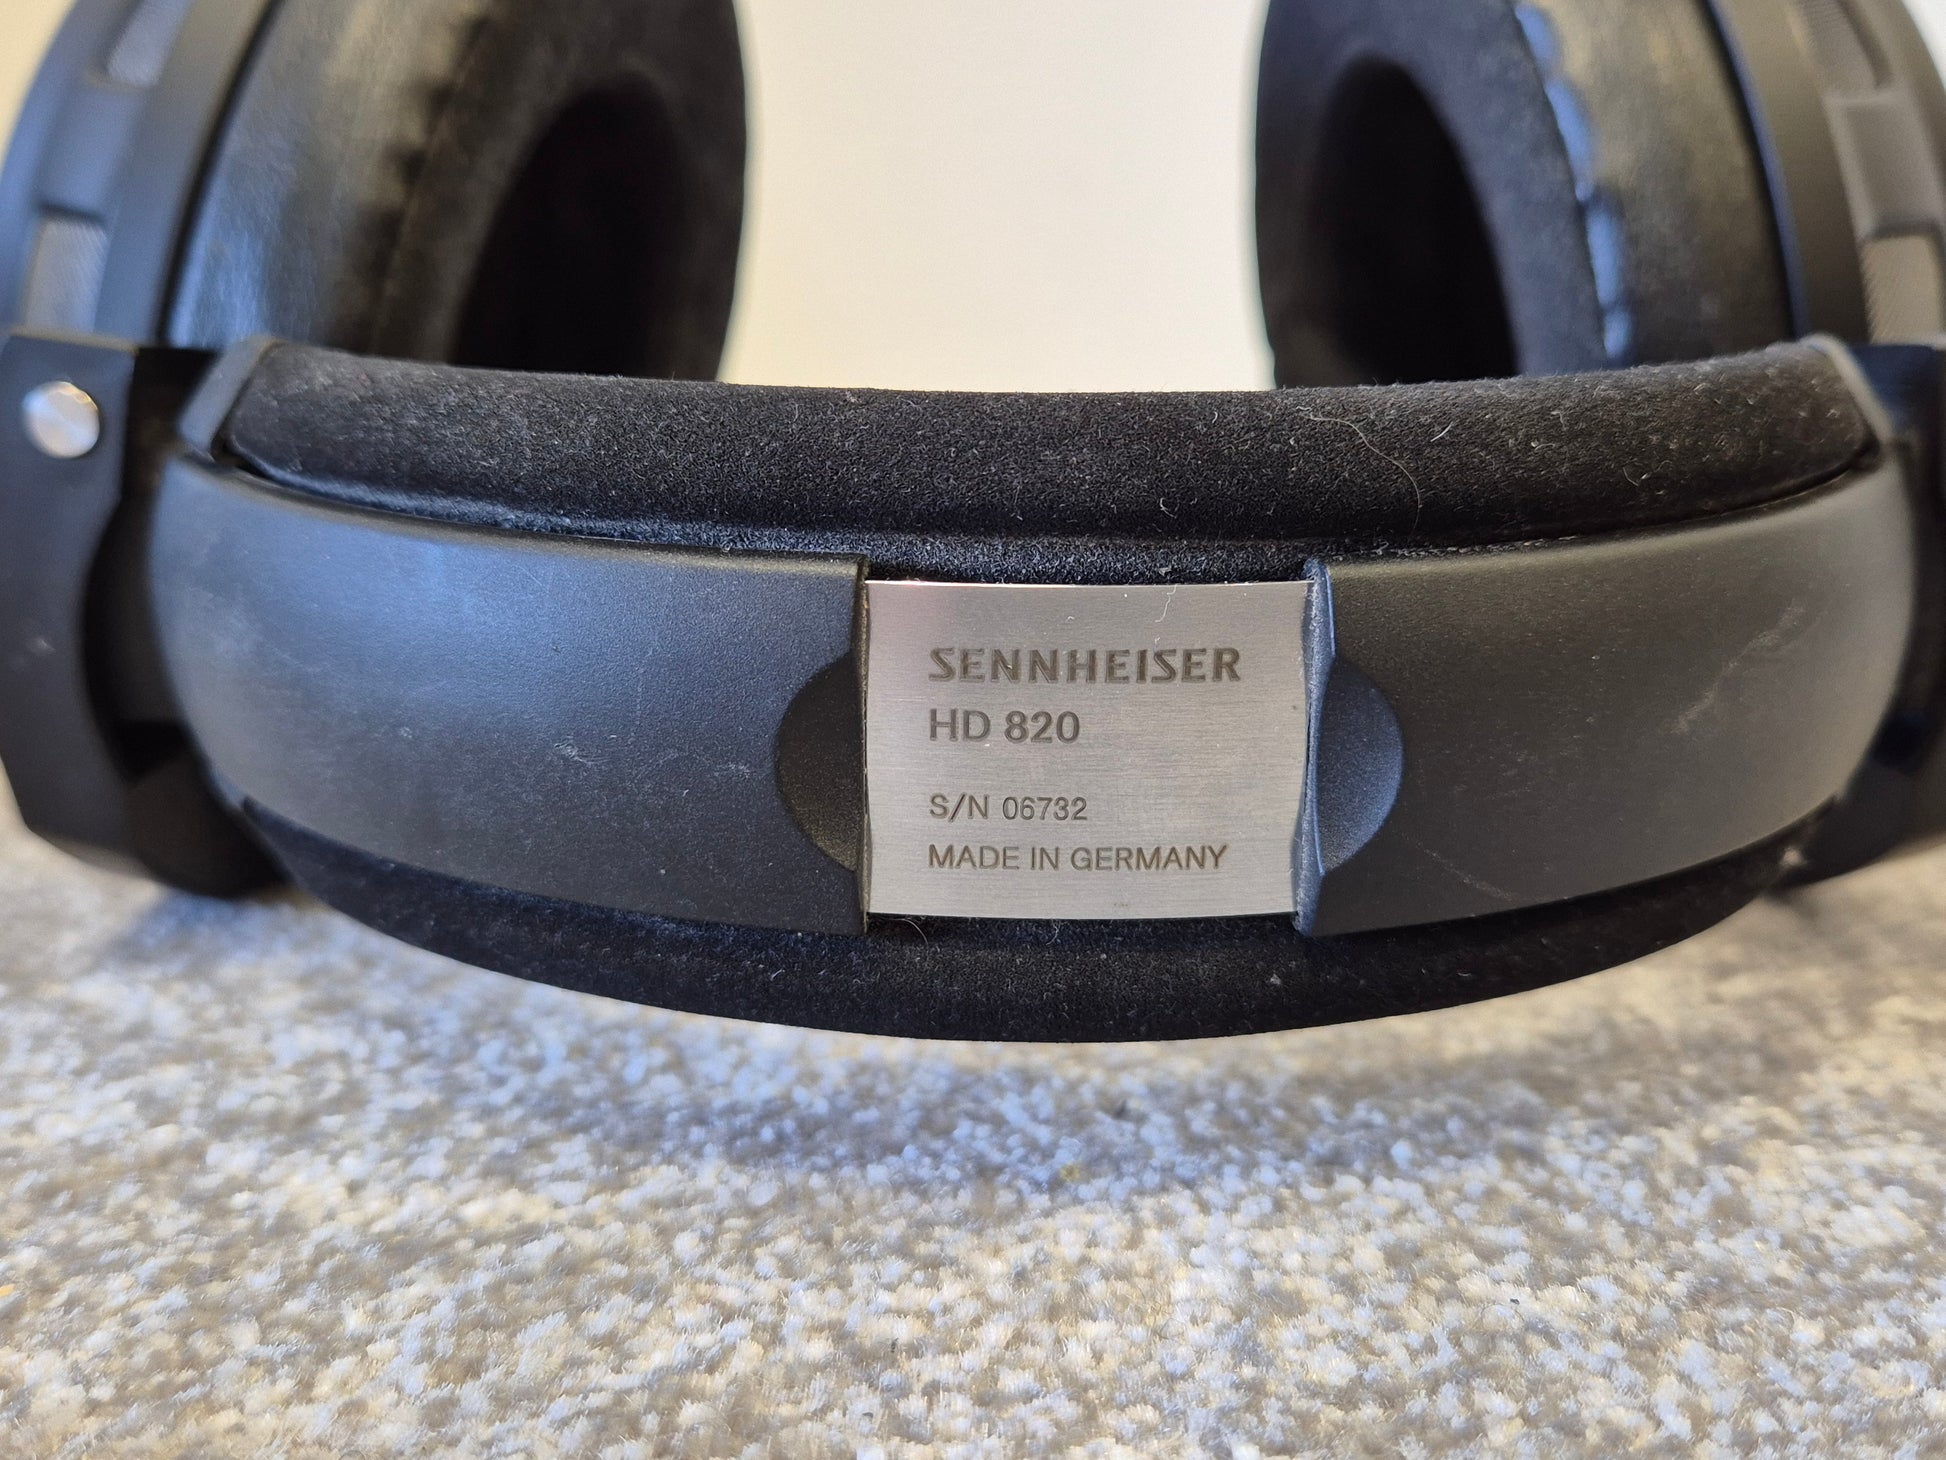 SENNHEISER
HD 820
S/N 06732
MADE IN GERMANY